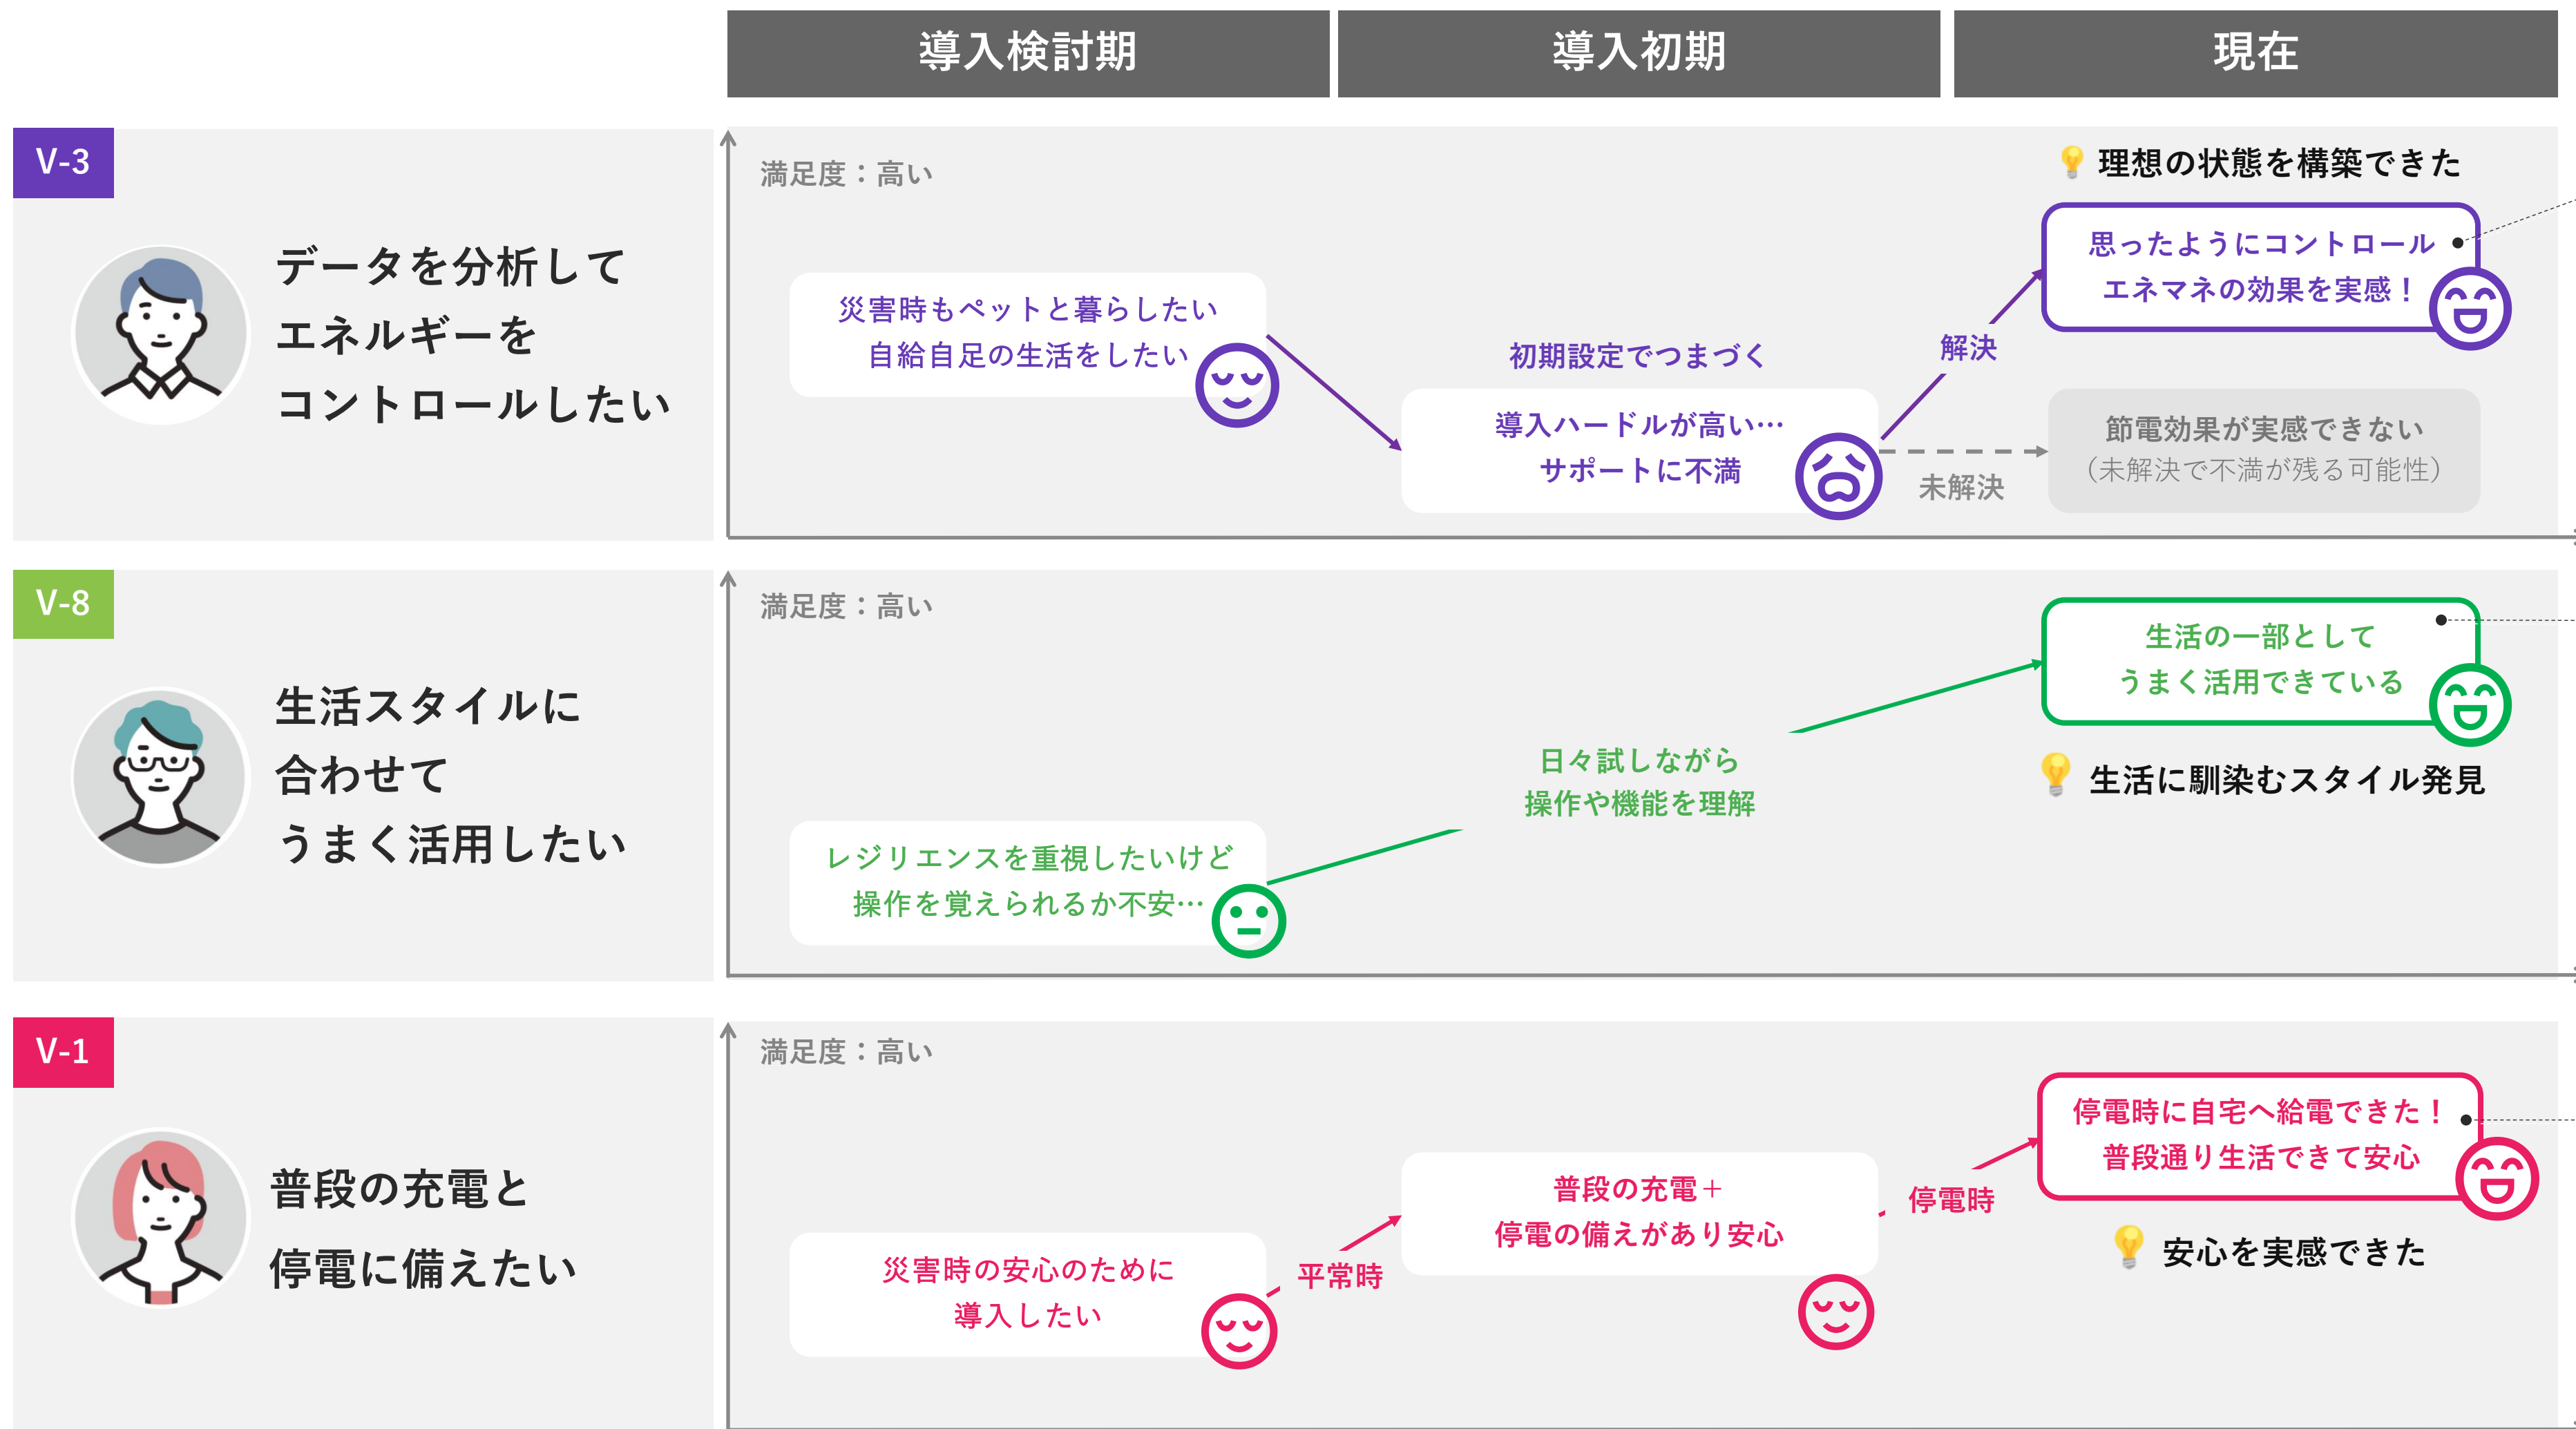 導入検討期
導入初期
現在
V-3
データを分析して
エネルギーを
コントロールしたい
満足度：高い
災害時もペットと暮らしたい
自給自足の生活をしたい
初期設定でつまづく
導入ハードルが高い…
サポートに不満
解決
未解決
理想の状態を構築できた
思ったようにコントロール
エネマネの効果を実感！
節電効果が実感できない
（未解決で不満が残る可能性）
V-8
生活スタイルに
合わせて
うまく活用したい
満足度：高い
レジリエンスを重視したいけど
操作を覚えられるか不安…
日々試しながら
操作や機能を理解
生活の一部として
うまく活用できている
生活に馴染むスタイル発見
V-1
普段の充電と
停電に備えたい
満足度：高い
災害時の安心のために
導入したい
平常時
普段の充電＋
停電の備えがあり安心
停電時
停電時に自宅へ給電できた！
普段通り生活できて安心
安心を実感できた